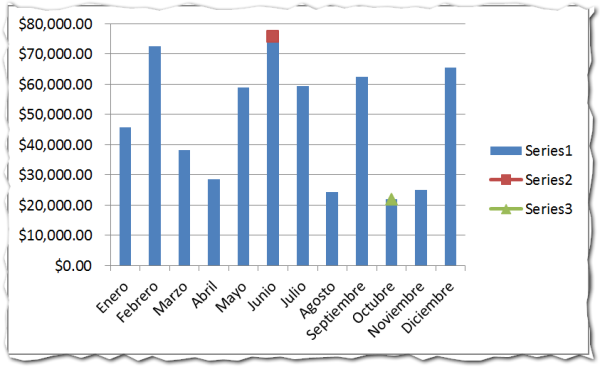 $80,000.00
$70,000.00
$60,000.00
$50,000.00
$40,000.00
$30,000.00
$20,000.00
$10,000.00
$0.00
Enero
Febrero
Marzo
Abril
Mayo
Junio
Julio
Agosto
Septiembre
Octubre
Noviembre
Diciembre
Series1
Series2
Series3